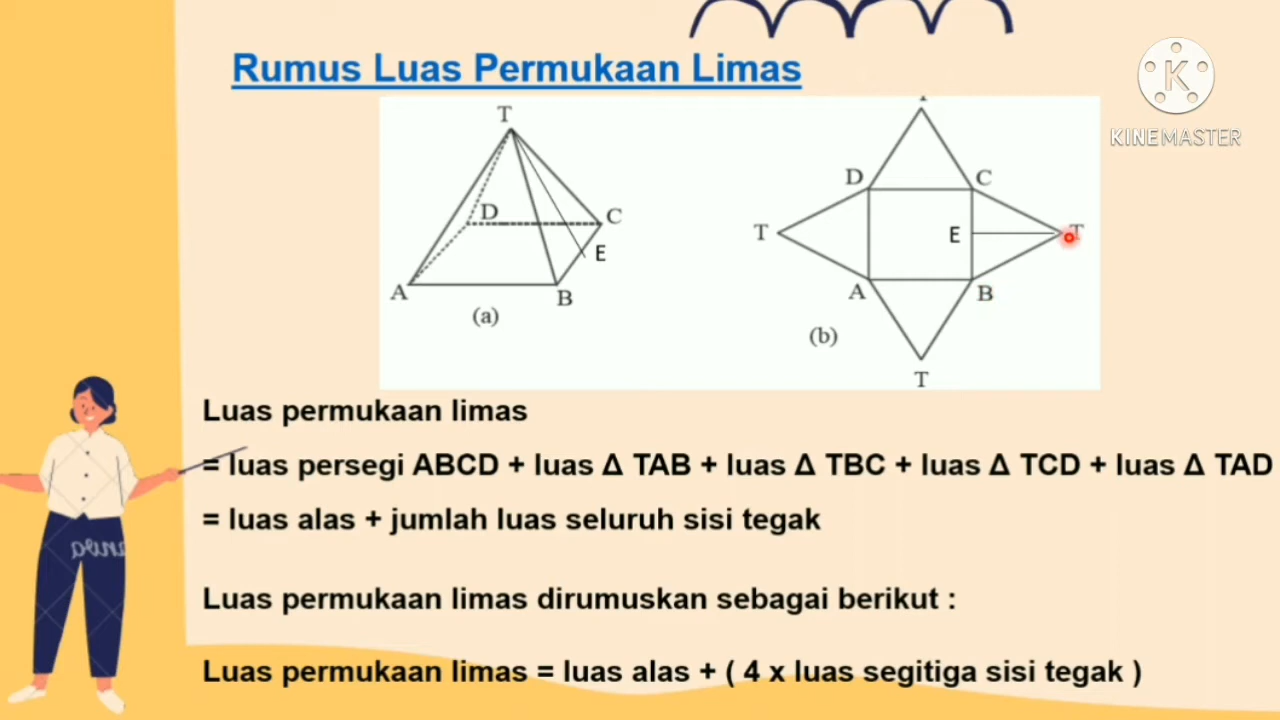 Rumus Luas Permukaan Limas
KINEMASTER
T
D
C
E
A
B
(a)
D
C
T
E
T
A
B
(b)
T
Luas permukaan limas
= luas persegi ABCD + luas Δ TAB + luas Δ TBC + luas Δ TCD + luas Δ TAD
= luas alas + jumlah luas seluruh sisi tegak
Luas permukaan limas dirumuskan sebagai berikut :
Luas permukaan limas = luas alas + ( 4 x luas segitiga sisi tegak )